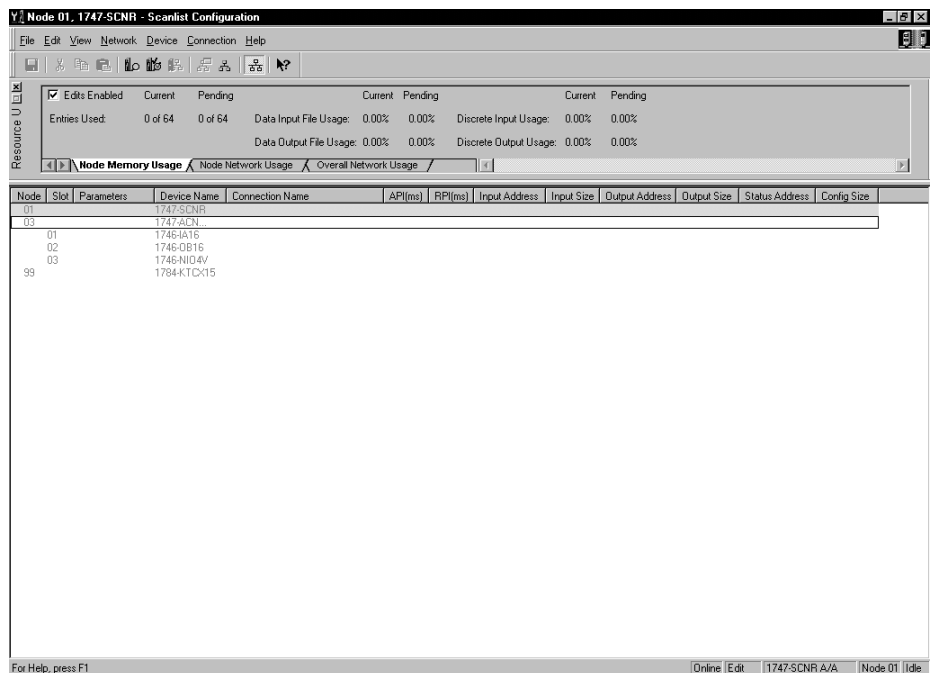 Node 01, 1747-SCNR - Scanlist Configuration
File Edit View Network Device Connection Help
Resource U
Edits Enabled Current Pending Current Pending Current Pending
Entries Used: 0 of 64 0 of 64 Data Input File Usage: 0.00% 0.00% Discrete Input Usage: 0.00% 0.00%
Data Output File Usage: 0.00% 0.00% Discrete Output Usage: 0.00% 0.00%
Node Memory Usage Node Network Usage Overall Network Usage
Node Slot Parameters Device Name Connection Name API(ms) RPI(ms) Input Address Input Size Output Address Output Size Status Address Config Size
01 1747-SCNR
03 1747-ACN...
01 1746-IA16
02 1746-OB16
03 1746-NIO4V
99 1784-KTCX15
For Help, press F1 Online Edit 1747-SCNR A/A Node 01 Idle